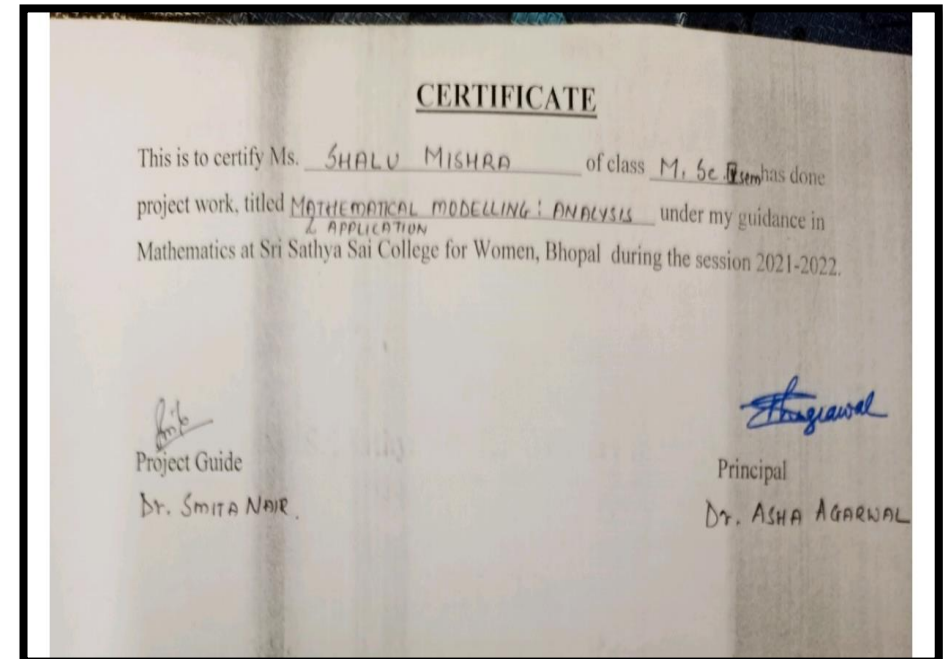 CERTIFICATE
This is to certify Ms. SHALU MISHRA of class M. Sc. sem has done
project work, titled MATHEMATICAL MODELLING: ANALYSIS under my guidance in
& APPLICATION
Mathematics at Sri Sathya Sai College for Women, Bhopal during the session 2021-2022.
Project Guide
Principal
Dr. SMITA NAIR.
Dr. ASHA AGARWAL